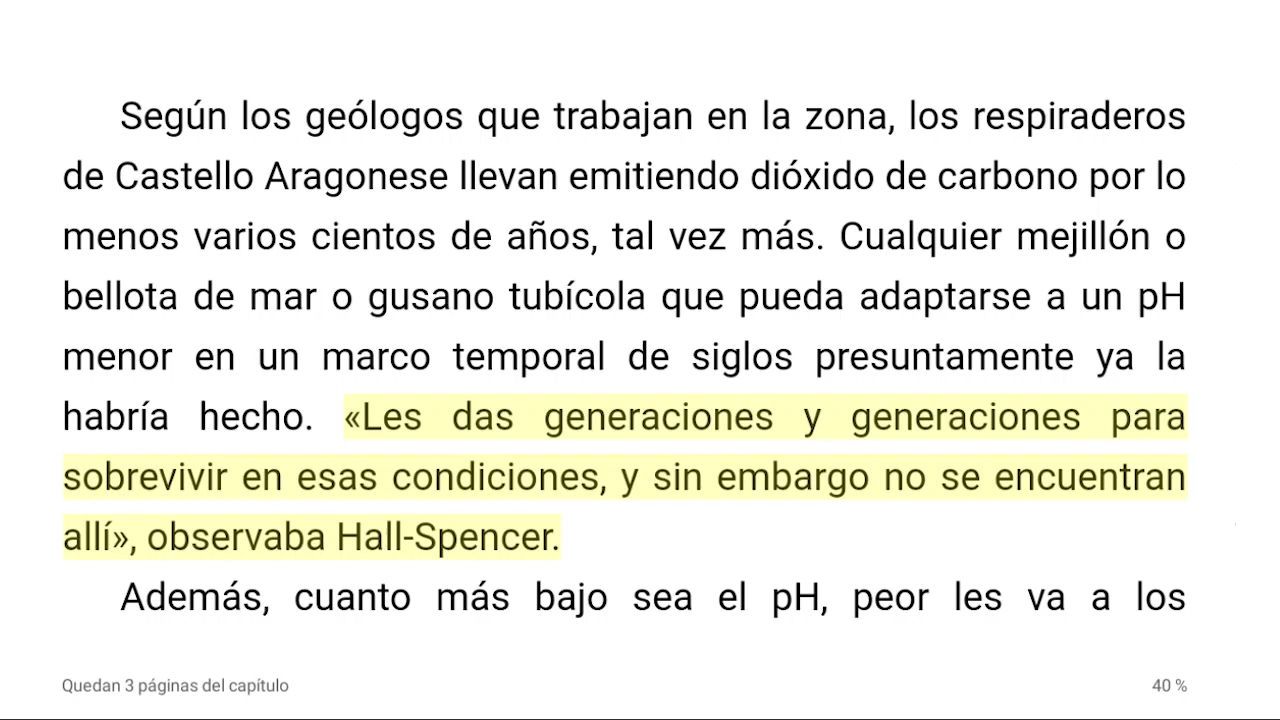 Según los geólogos que trabajan en la zona, los respiraderos
de Castello Aragonese llevan emitiendo dióxido de carbono por lo
menos varios cientos de años, tal vez más. Cualquier mejillón o
bellota de mar o gusano tubícola que pueda adaptarse a un pH
menor en un marco temporal de siglos presuntamente ya la
habría hecho. «Les das generaciones y generaciones para
sobrevivir en esas condiciones, y sin embargo no se encuentran
allí», observaba Hall-Spencer.
Además, cuanto más bajo sea el pH, peor les va a los
Quedan 3 páginas del capítulo
40 %